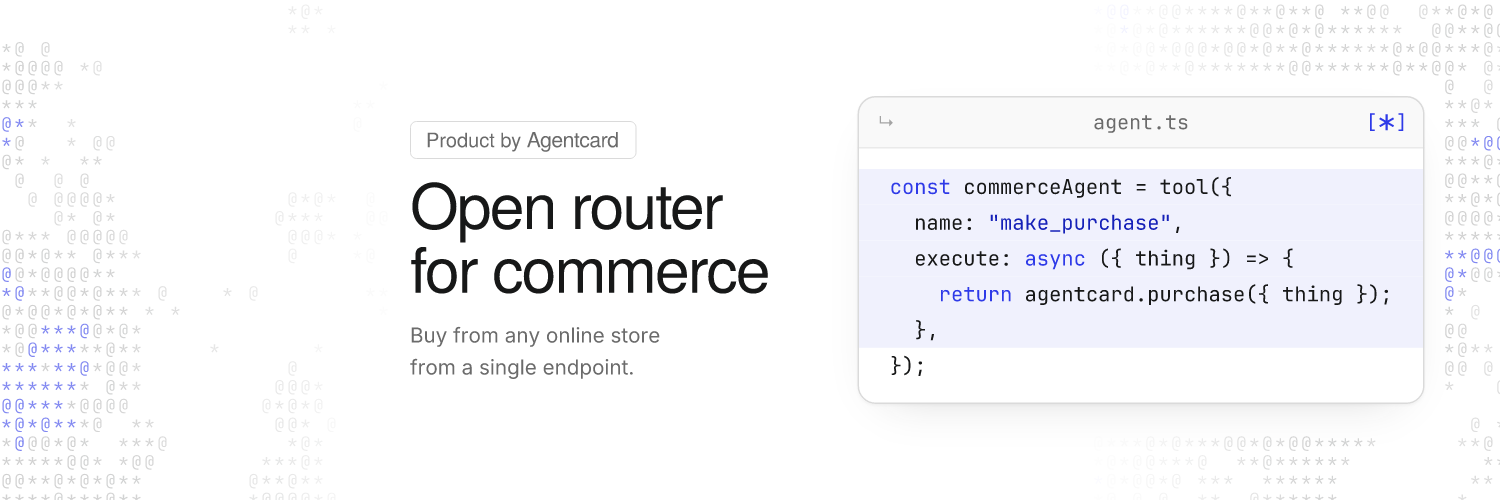 Product by Agentcard
Open router
for commerce
Buy from any online store
from a single endpoint.
agent.ts
[*]
const commerceAgent = tool({
name: "make_purchase",
execute: async ({ thing }) => {
return agentcard.purchase({ thing });
},
});